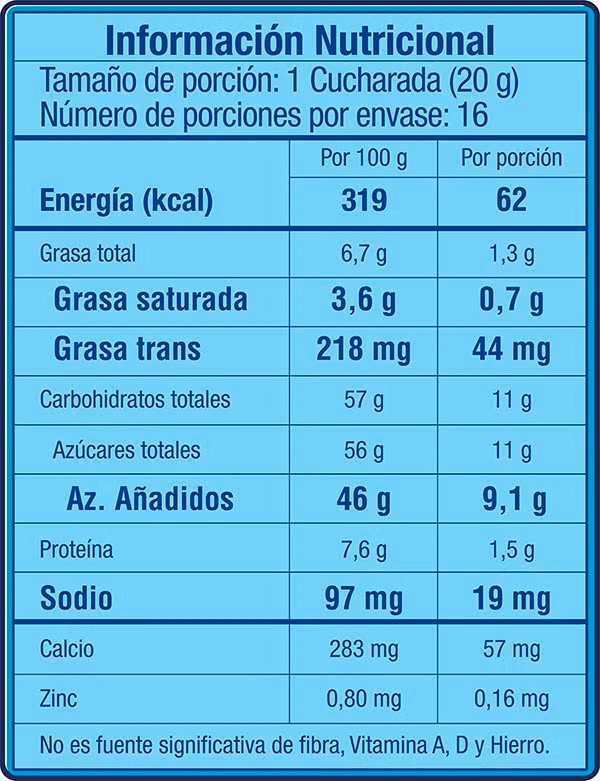 Información Nutricional
Tamaño de porción: 1 Cucharada (20 g)
Número de porciones por envase: 16
Por 100 g Por porción
Energía (kcal) 319 62
Grasa total 6,7 g 1,3 g
Grasa saturada 3,6 g 0,7 g
Grasa trans 218 mg 44 mg
Carbohidratos totales 57 g 11 g
Azúcares totales 56 g 11 g
Az. Añadidos 46 g 9,1 g
Proteína 7,6 g 1,5 g
Sodio 97 mg 19 mg
Calcio 283 mg 57 mg
Zinc 0,80 mg 0,16 mg
No es fuente significativa de fibra, Vitamina A, D y Hierro.